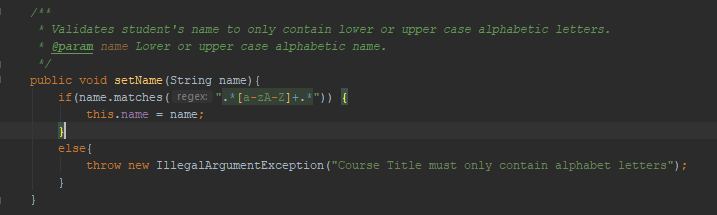 /**
* Validates student's name to only contain lower or upper case alphabetic letters.
* @param name Lower or upper case alphabetic name.
*/
public void setName(String name){
if(name.matches( regex: ".*[a-zA-Z]+.*")) {
this.name = name;
}
else{
throw new IllegalArgumentException("Course Title must only contain alphabet letters");
}
}